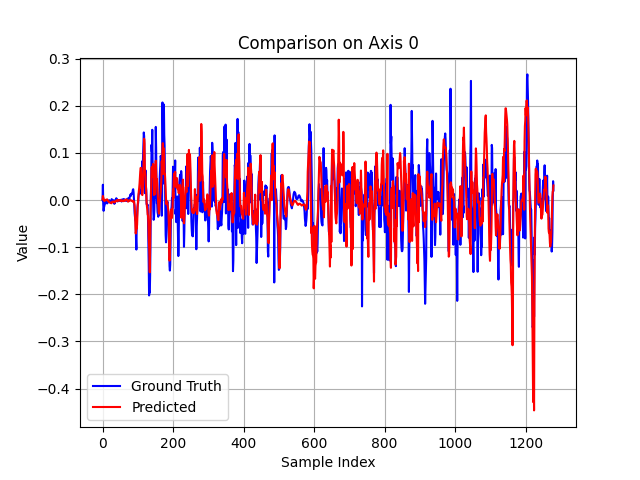 Comparison on Axis 0
0.3
0.2
0.1
0.0
−0.1
−0.2
−0.3
−0.4
Value
Ground Truth
Predicted
0 200 400 600 800 1000 1200
Sample Index